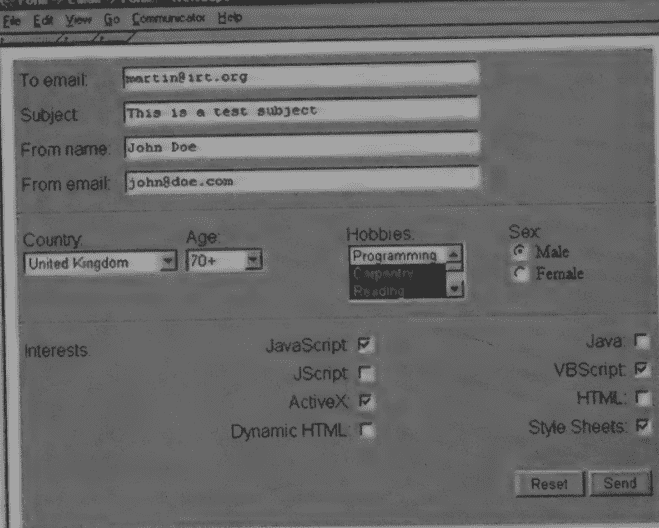 File Edit View Go Communicator Help
To email: martin@irt.org
Subject: This is a test subject
From name: John Doe
From email: john@doe.com
Country: Age: Hobbies: Sex:
United Kingdom 70+ Programming Male
Carpentry Female
Reading
Interests: JavaScript: Java:
JScript: VBScript:
ActiveX: HTML:
Dynamic HTML: Style Sheets:
Reset Send